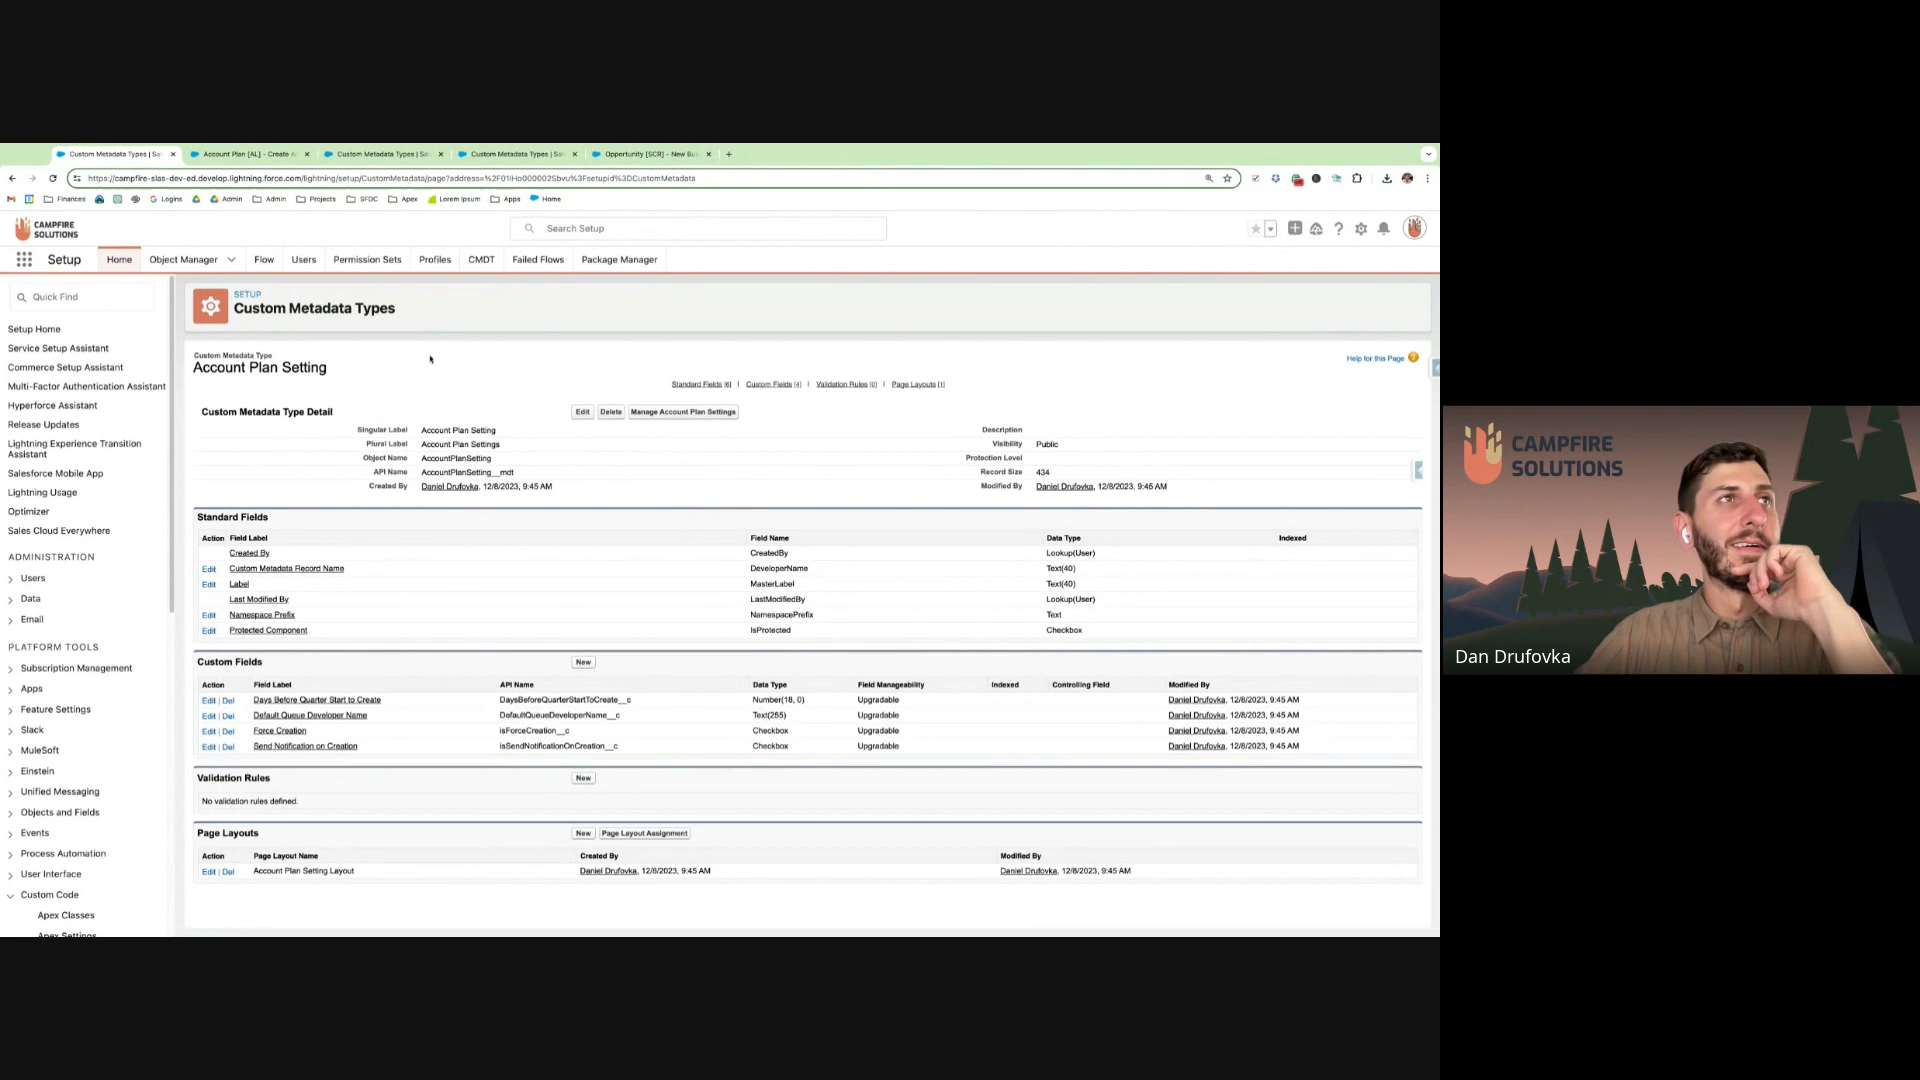 Custom Metadata Types | Sa
Account Plan [AL] – Create A
Custom Metadata Types | Sa
Custom Metadata Types | Sa
Opportunity [SCR] – New Bu
https://campfire-slas-dev-ed.develop.lightning.force.com/lightning/setup/CustomMetadata/page?address=%2F01IHo000002Sbvu%3Fsetupid%3DCustomMetadata
Finances
Logins
Admin
Admin
Projects
SFDC
Apex
Lorem Ipsum
Apps
Home
CAMPFIRE
SOLUTIONS
Search Setup
Setup
Home
Object Manager
Flow
Users
Permission Sets
Profiles
CMDT
Failed Flows
Package Manager
Quick Find
Setup Home
Service Setup Assistant
Commerce Setup Assistant
Multi-Factor Authentication Assistant
Hyperforce Assistant
Release Updates
Lightning Experience Transition
Assistant
Salesforce Mobile App
Lightning Usage
Optimizer
Sales Cloud Everywhere
ADMINISTRATION
Users
Data
Email
PLATFORM TOOLS
Subscription Management
Apps
Feature Settings
Slack
MuleSoft
Einstein
Unified Messaging
Objects and Fields
Events
Process Automation
User Interface
Custom Code
Apex Classes
Apex Settings
SETUP
Custom Metadata Types
Custom Metadata Type
Account Plan Setting
Help for this Page
Standard Fields [6] | Custom Fields [4] | Validation Rules [0] | Page Layouts [1]
Custom Metadata Type Detail Edit Delete Manage Account Plan Settings
Singular Label Account Plan Setting Description
Plural Label Account Plan Settings Visibility Public
Object Name AccountPlanSetting Protection Level
API Name AccountPlanSetting__mdt Record Size 434
Created By Daniel Drufovka, 12/8/2023, 9:45 AM Modified By Daniel Drufovka, 12/8/2023, 9:45 AM
Standard Fields
Action Field Label Field Name Data Type Indexed
Created By CreatedBy Lookup(User)
Edit Custom Metadata Record Name DeveloperName Text(40)
Edit Label MasterLabel Text(40)
Last Modified By LastModifiedBy Lookup(User)
Edit Namespace Prefix NamespacePrefix Text
Edit Protected Component IsProtected Checkbox
Custom Fields New
Action Field Label API Name Data Type Field Manageability Indexed Controlling Field Modified By
Edit | Del Days Before Quarter Start to Create DaysBeforeQuarterStartToCreate__c Number(18, 0) Upgradable Daniel Drufovka, 12/8/2023, 9:45 AM
Edit | Del Default Queue Developer Name DefaultQueueDeveloperName__c Text(255) Upgradable Daniel Drufovka, 12/8/2023, 9:45 AM
Edit | Del Force Creation isForceCreation__c Checkbox Upgradable Daniel Drufovka, 12/8/2023, 9:45 AM
Edit | Del Send Notification on Creation isSendNotificationOnCreation__c Checkbox Upgradable Daniel Drufovka, 12/8/2023, 9:45 AM
Validation Rules New
No validation rules defined.
Page Layouts New Page Layout Assignment
Action Page Layout Name Created By Modified By
Edit | Del Account Plan Setting Layout Daniel Drufovka, 12/8/2023, 9:45 AM Daniel Drufovka, 12/8/2023, 9:45 AM
CAMPFIRE
SOLUTIONS
Dan Drufovka